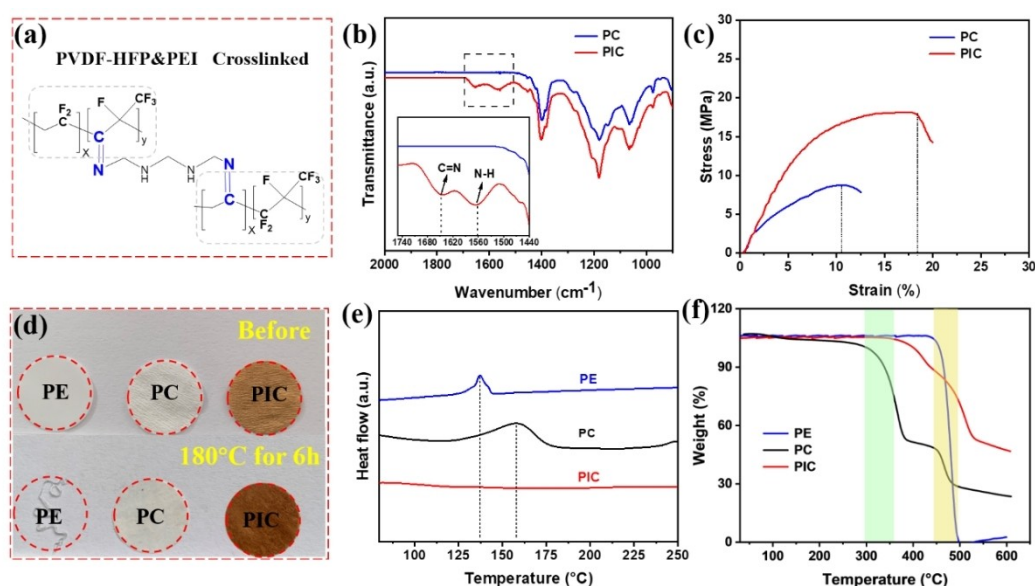 (a)
PVDF-HFP&PEI Crosslinked
F2
C
F
CF3
x
y
C
N
N
H
N
H
N
F
CF3
C
x
C
F2
y
(b)
PC
PIC
C=N
N-H
1740 1680 1620 1560 1500 1440
Transmittance (a.u.)
2000 1800 1600 1400 1200 1000
Wavenumber (cm-1)
(c)
PC
PIC
30
25
20
15
10
5
0
Stress (MPa)
0 5 10 15 20 25 30
Strain (%)
(d)
Before
PE PC PIC
180°C for 6h
PE PC PIC
(e)
PE
PC
PIC
Heat flow (a.u.)
100 125 150 175 200 225 250
Temperature (°C)
(f)
120
90
60
30
0
Weight (%)
PE
PC
PIC
100 200 300 400 500 600
Temperature (°C)